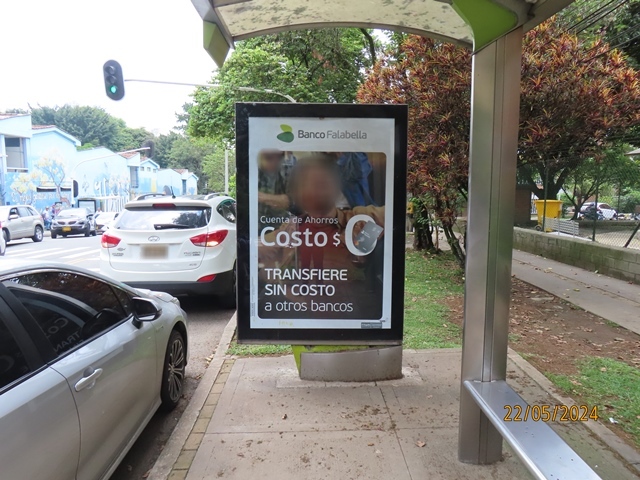 Banco Falabella
Cuenta de Ahorros
Costo $0
TRANSFIERE
SIN COSTO
a otros bancos
22/05/2024